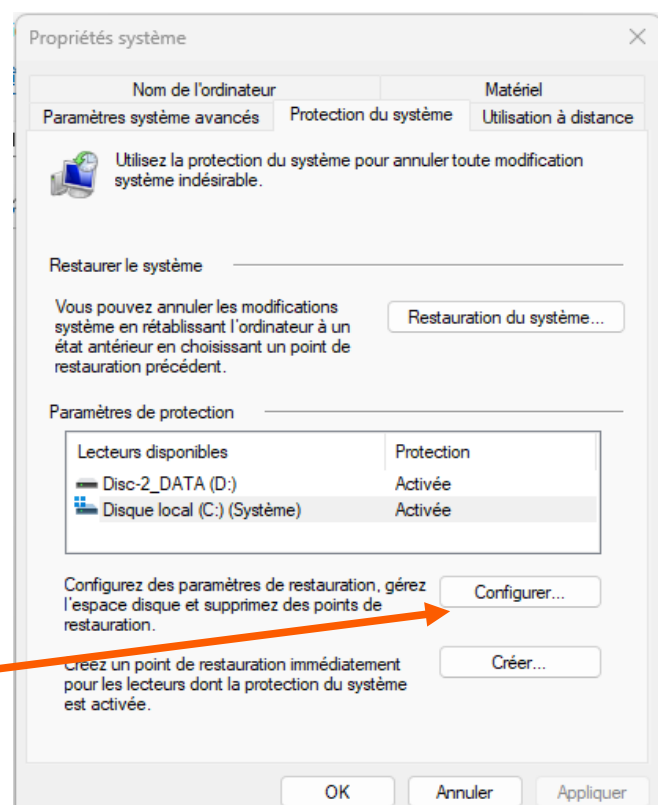 Propriétés système
Nom de l'ordinateur
Matériel
Paramètres système avancés
Protection du système
Utilisation à distance
Utilisez la protection du système pour annuler toute modification
système indésirable.
Restaurer le système
Vous pouvez annuler les modifications
système en rétablissant l'ordinateur à un
état antérieur en choisissant un point de
restauration précédent.
Restauration du système...
Paramètres de protection
Lecteurs disponibles
Protection
Disc-2_DATA (D:)
Activée
Disque local (C:) (Système)
Activée
Configurez des paramètres de restauration, gérez
l'espace disque et supprimez des points de
restauration.
Configurer...
Créez un point de restauration immédiatement
pour les lecteurs dont la protection du système
est activée.
Créer...
OK
Annuler
Appliquer